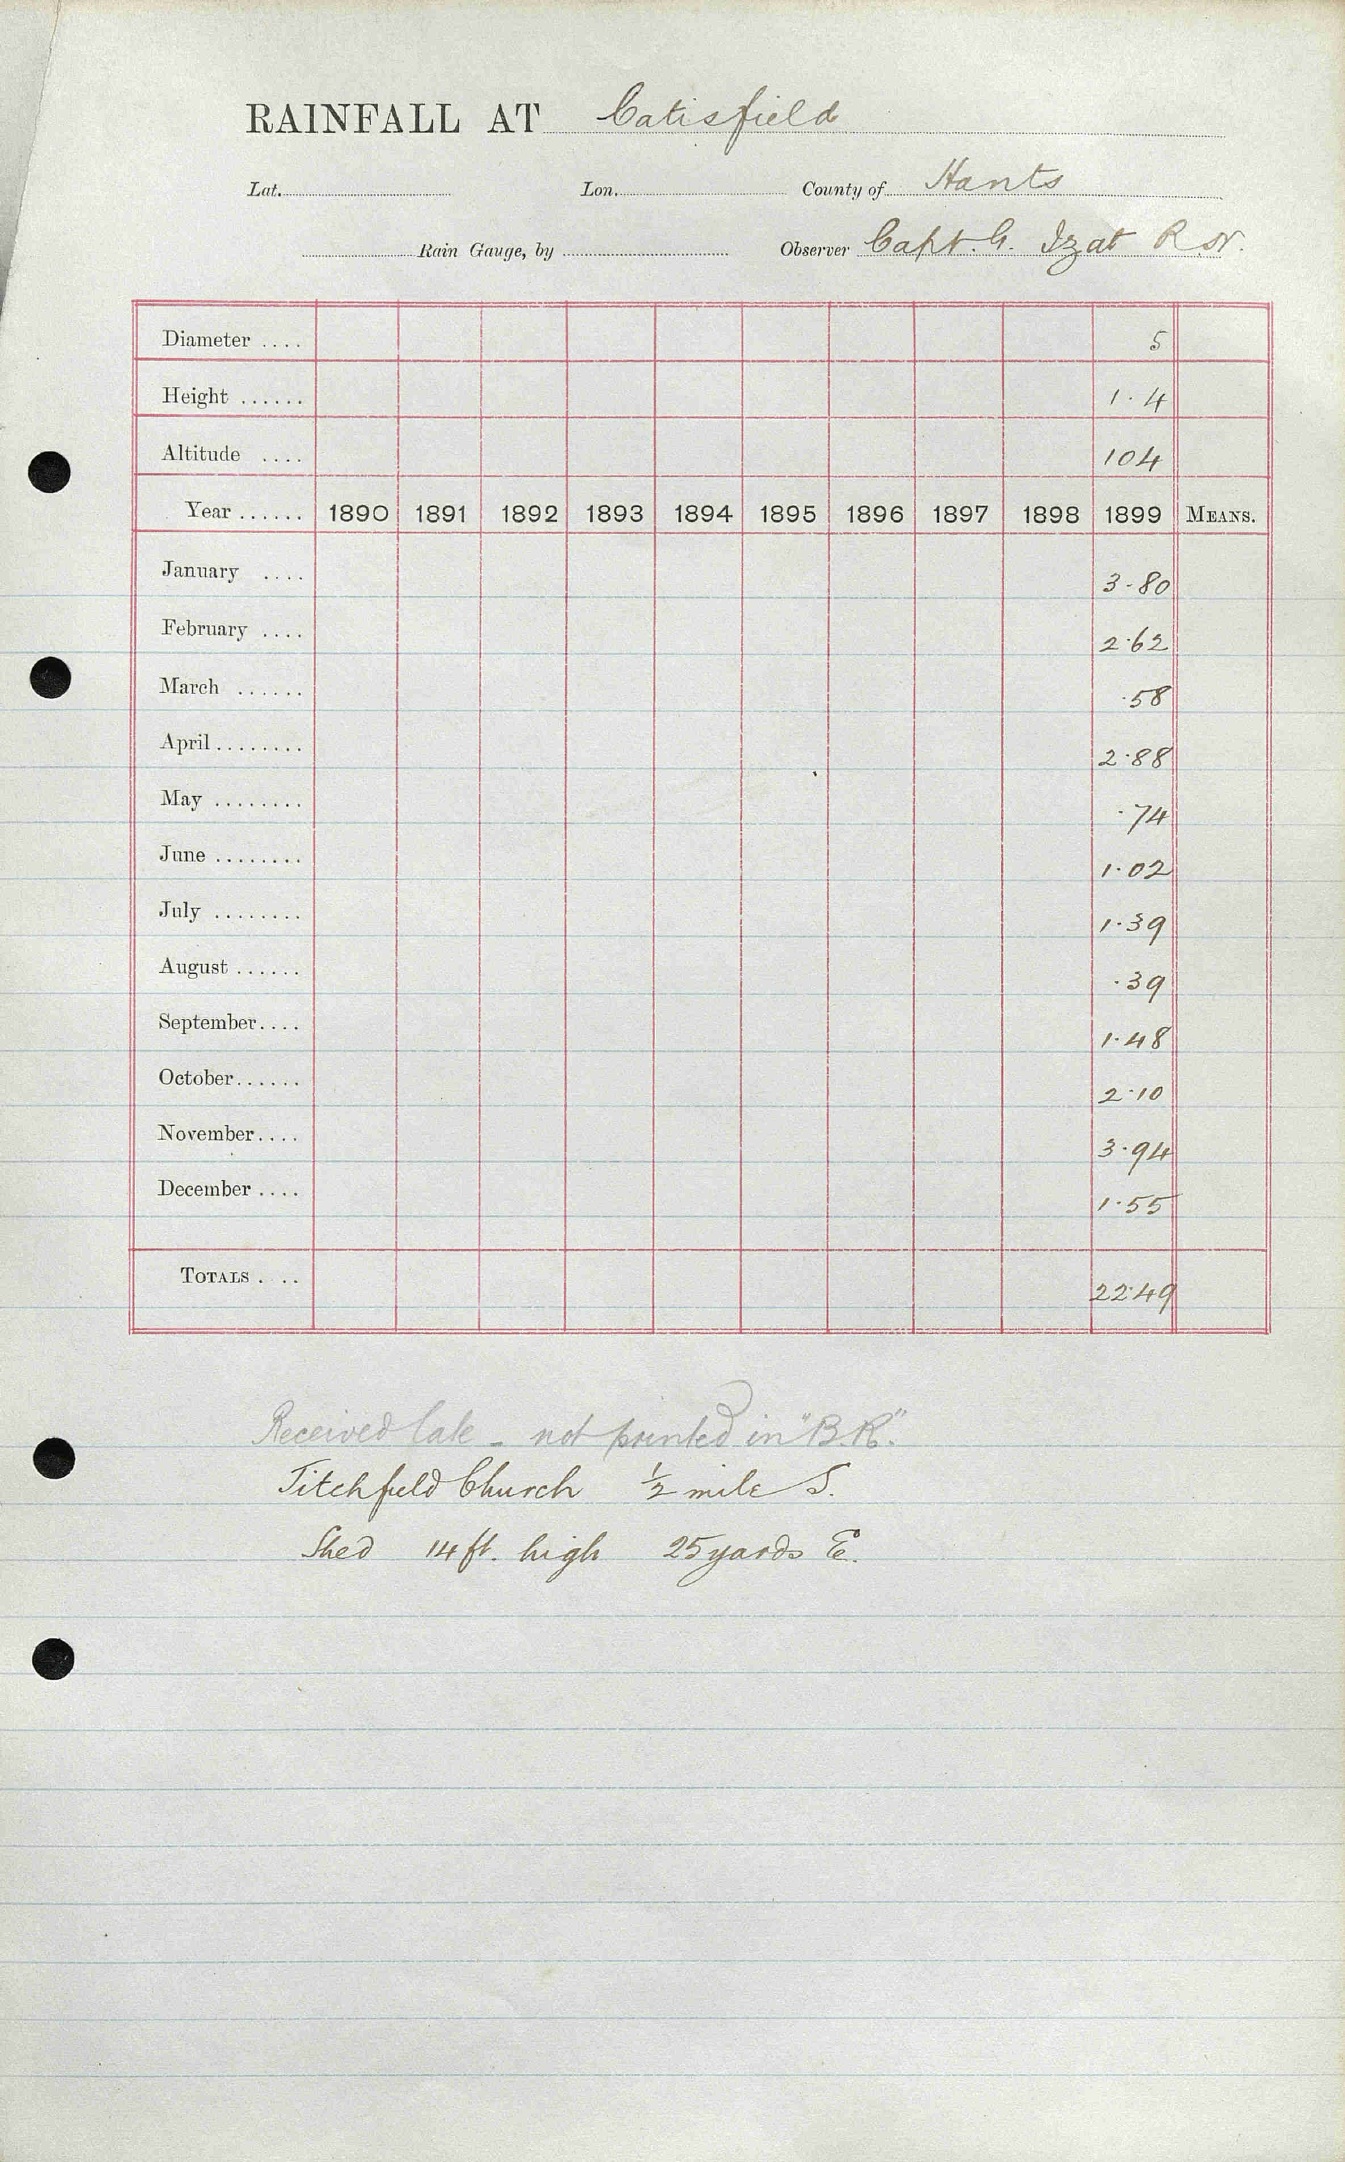 RAINFALL AT Catisfield
Lat. Lon. County of Hants
Rain Gauge, by Observer Capt. G. Izat R.N.
Diameter .... 5
Height ...... 1.4
Altitude .... 104
Year ...... 1890 1891 1892 1893 1894 1895 1896 1897 1898 1899 MEANS.
January .... 3.80
February .... 2.62
March ...... .58
April ........ 2.88
May ........ .74
June ........ 1.02
July ........ 1.39
August ...... .39
September.... 1.48
October...... 2.10
November.... 3.94
December .... 1.55
TOTALS . .. 22.49
Received late - not printed in "B.R."
Titchfield Church ½ mile S.
Shed 14 ft. high 25 yards E.